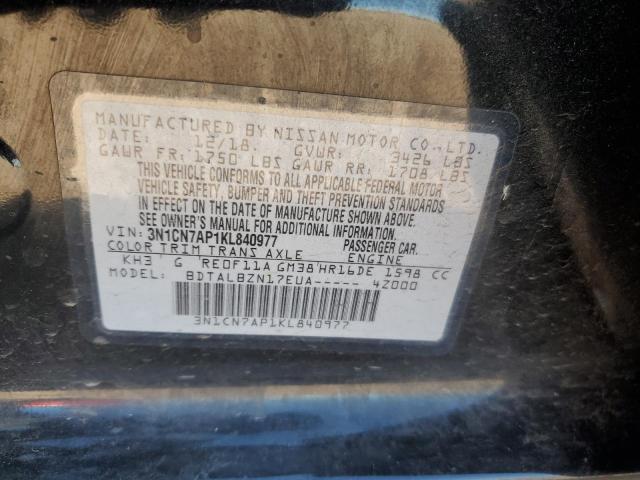 MANUFACTURED BY NISSAN MOTOR CO.,LTD.
DATE: 12/18. GVWR: 3426 LBS
GAWR FR: 1750 LBS GAWR RR: 1708 LBS
THIS VEHICLE CONFORMS TO ALL APPLICABLE FEDERAL MOTOR
VEHICLE SAFETY, BUMPER AND THEFT PREVENTION STANDARDS
IN EFFECT ON THE DATE OF MANUFACTURE SHOWN ABOVE.
SEE OWNER'S MANUAL FOR ADDITIONAL INFORMATION.
VIN: 3N1CN7AP1KL840977 PASSENGER CAR.
COLOR TRIM TRANS AXLE ENGINE
KH3 G RE0F11A GM38 HR16DE 1598 CC
MODEL: BDTALBZN17EUA----- 4Z000
3N1CN7AP1KL840977